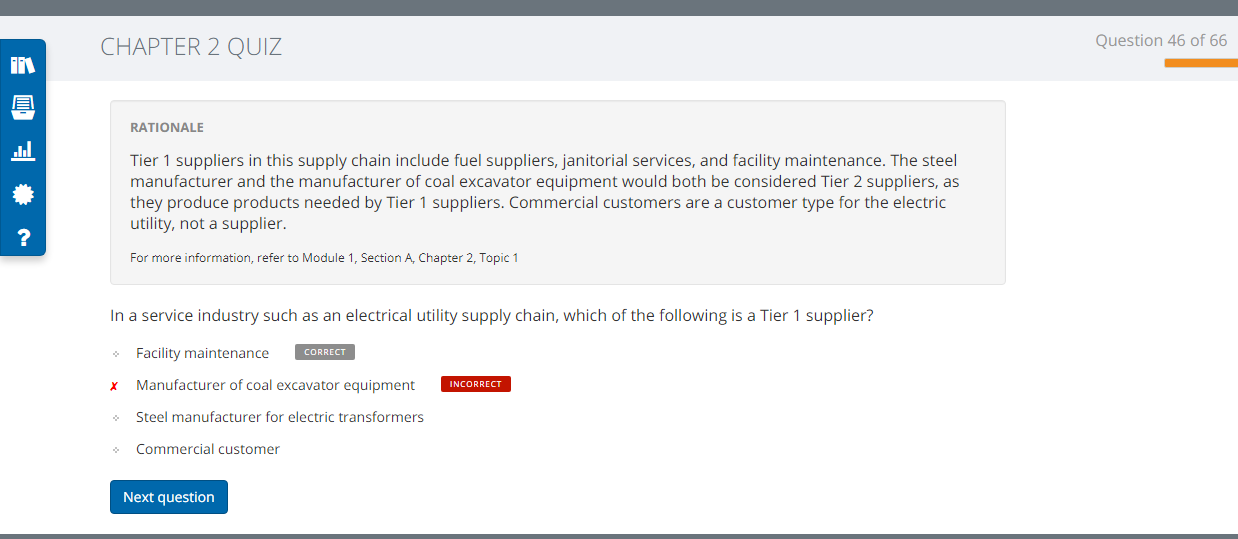 CHAPTER 2 QUIZ
Question 46 of 66
RATIONALE
Tier 1 suppliers in this supply chain include fuel suppliers, janitorial services, and facility maintenance. The steel
manufacturer and the manufacturer of coal excavator equipment would both be considered Tier 2 suppliers, as
they produce products needed by Tier 1 suppliers. Commercial customers are a customer type for the electric
utility, not a supplier.
For more information, refer to Module 1, Section A, Chapter 2, Topic 1
In a service industry such as an electrical utility supply chain, which of the following is a Tier 1 supplier?
Facility maintenance CORRECT
✗ Manufacturer of coal excavator equipment INCORRECT
Steel manufacturer for electric transformers
Commercial customer
Next question
?